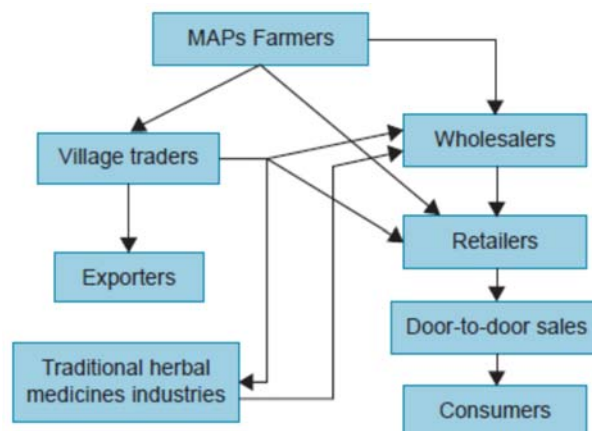 MAPs Farmers
Village traders
Wholesalers
Retailers
Exporters
Door-to-door sales
Traditional herbal
medicines industries
Consumers